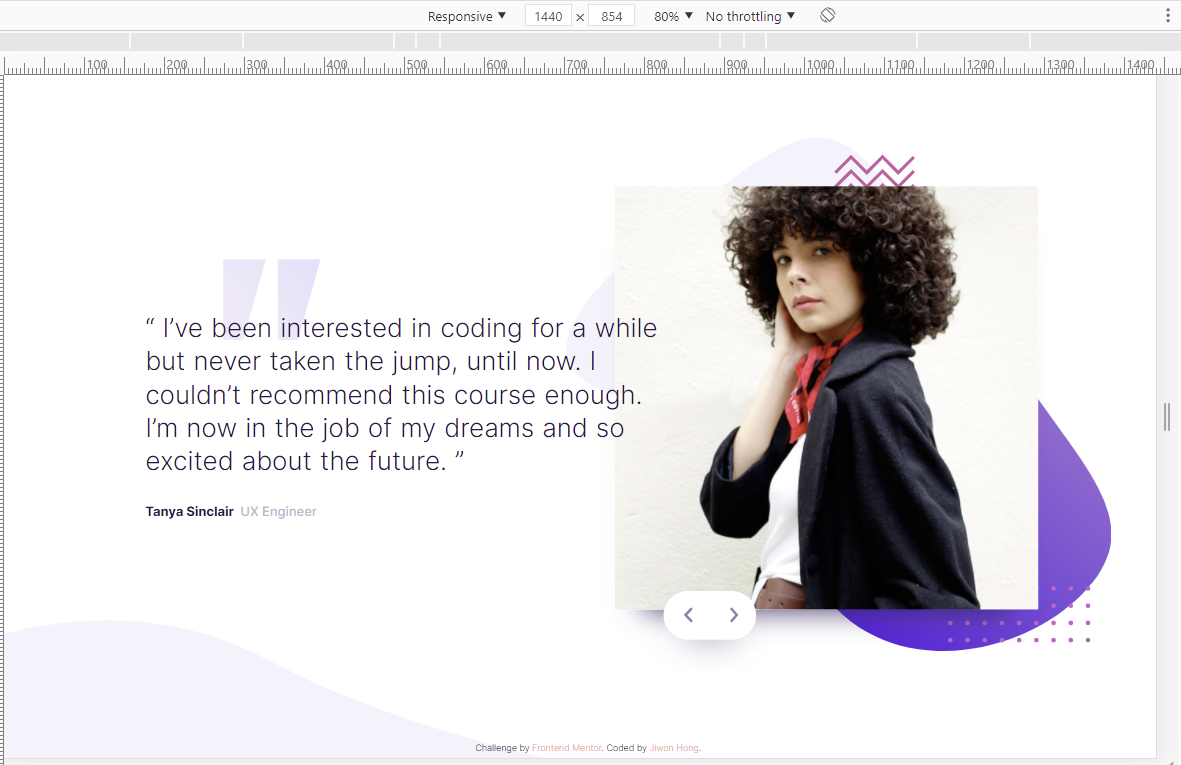 Responsive ▼ 1440 × 854 80% ▼ No throttling ▼
100 200 300 400 500 600 700 800 900 1000 1100 1200 1300 1400
“ I’ve been interested in coding for a while
but never taken the jump, until now. I
couldn’t recommend this course enough.
I’m now in the job of my dreams and so
excited about the future. ”
Tanya Sinclair UX Engineer
Challenge by Frontend Mentor. Coded by Jiwon Hong.